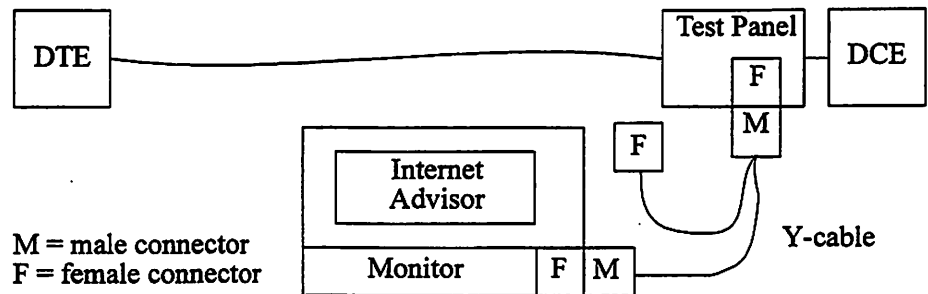 Test Panel
DTE
DCE
F
M
F
Internet
Advisor
Y-cable
M = male connector
F = female connector
Monitor
F
M